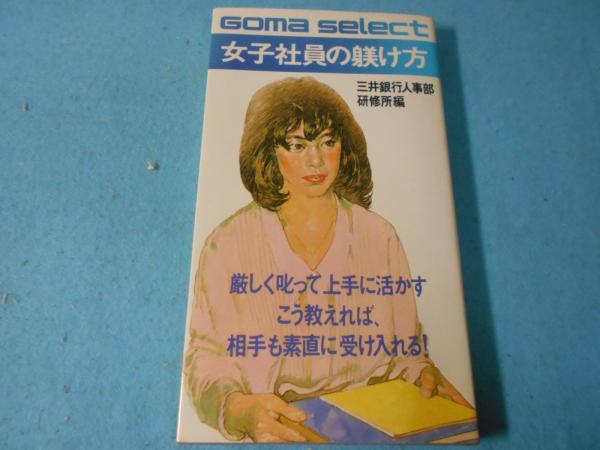 Goma select
女子社員の躾け方
三井銀行人事部
研修所編
厳しく叱って上手に活かす
こう教えれば、
相手も素直に受け入れる!